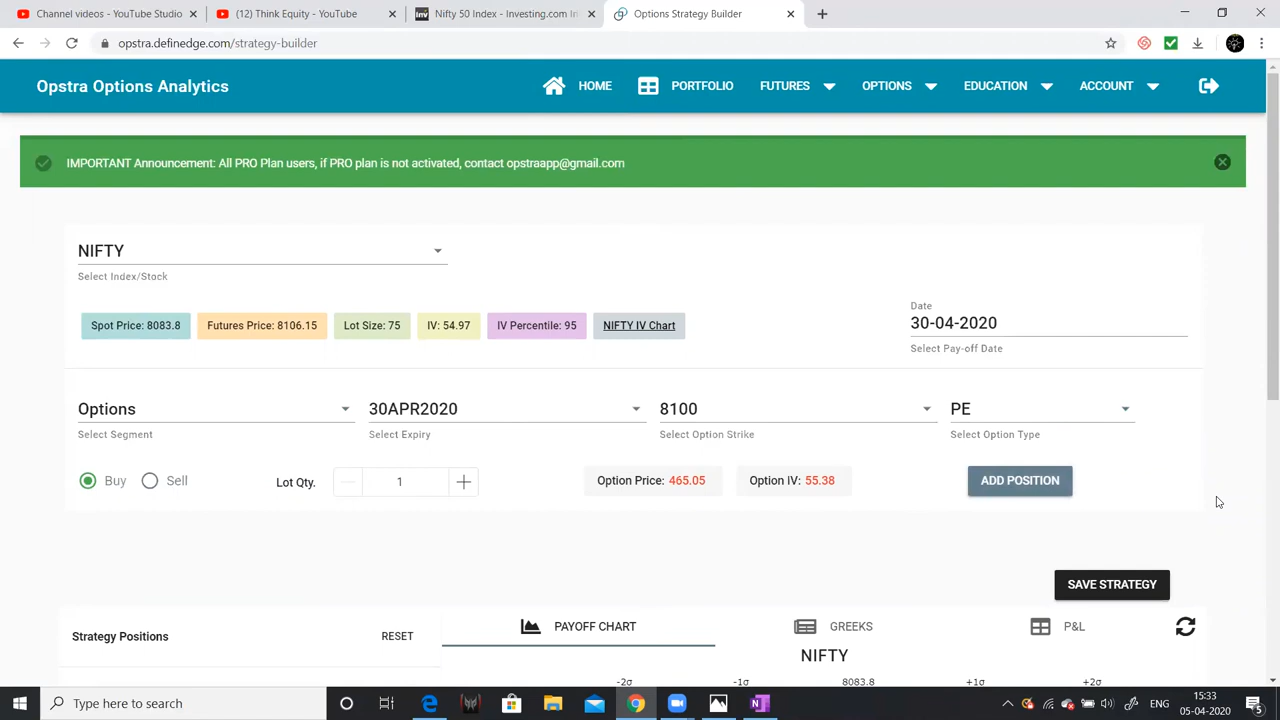 Channel videos - YouTube Studio
(12) Think Equity - YouTube
Nifty 50 Index - Investing.com In
Options Strategy Builder
opstra.definedge.com/strategy-builder
Opstra Options Analytics
HOME
PORTFOLIO
FUTURES
OPTIONS
EDUCATION
ACCOUNT
IMPORTANT Announcement: All PRO Plan users, if PRO plan is not activated, contact opstraapp@gmail.com
NIFTY
Select Index/Stock
Spot Price: 8083.8
Futures Price: 8106.15
Lot Size: 75
IV: 54.97
IV Percentile: 95
NIFTY IV Chart
Date
30-04-2020
Select Pay-off Date
Options
30APR2020
8100
PE
Select Segment
Select Expiry
Select Option Strike
Select Option Type
Buy
Sell
Lot Qty.
1
Option Price: 465.05
Option IV: 55.38
ADD POSITION
SAVE STRATEGY
Strategy Positions
RESET
PAYOFF CHART
GREEKS
P&L
NIFTY
-2σ
-1σ
8083.8
+1σ
+2σ
Type here to search
ENG
15:33
05-04-2020
5